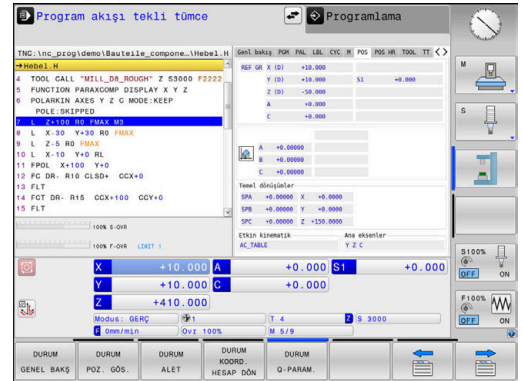 Program akışı tekli tümce
Programlama
TNC:\nc_prog\demo\Bauteile_compone…\Hebel.H
→Hebel.H
4 TOOL CALL "MILL_D8_ROUGH" Z S3000 F2222
5 FUNCTION PARAXCOMP DISPLAY X Y Z
6 POLARKIN AXES Y Z C MODE:KEEP
POLE:SKIPPED
7 L Z+100 R0 FMAX M3
8 L X-30 Y+30 R0 FMAX
9 L Z-5 R0 FMAX
10 L X-10 Y+0 RL
11 FPOL X+100 Y+0
12 FC DR- R10 CLSD+ CCX+0
13 FLT
14 FCT DR- R15 CCX+100 CCY+0
15 FLT
100% S-OVR
100% F-OVR LIMIT 1
Genl bakış PGM PAL LBL CYC M POS POS HR TOOL TT
REF GR X (D) +10.000
Y (D) +10.000 S1 +0.000
Z (D) -50.000
A +0.000
C +0.000
A +0.00000
B +0.00000
C +0.00000
Temel dönüşümler
SPA +0.00000 X +0.0000
SPB +0.00000 Y +0.0000
SPC +0.00000 Z +150.0000
Etkin kinematik Ana eksenler
AC_TABLE Y Z C
X +10.000 A +0.000 S1 +0.000
Y +10.000 C +0.000
Z +410.000
Modus: GERÇ 1 T 4 Z S 3000
F 0mm/min Ovr 100% M 5/9
M
S
T
S100%
OFF ON
F100%
OFF ON
DURUM GENEL BAKŞ
DURUM POZ. GÖS.
DURUM ALET
DURUM KOORD. HESAP DÖN
DURUM Q-PARAM.